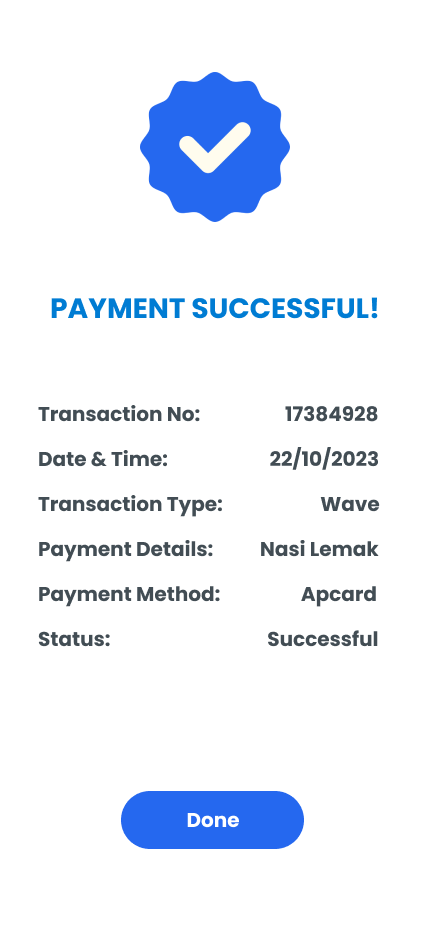 PAYMENT SUCCESSFUL!
Transaction No: 17384928
Date & Time: 22/10/2023
Transaction Type: Wave
Payment Details: Nasi Lemak
Payment Method: Apcard
Status: Successful
Done